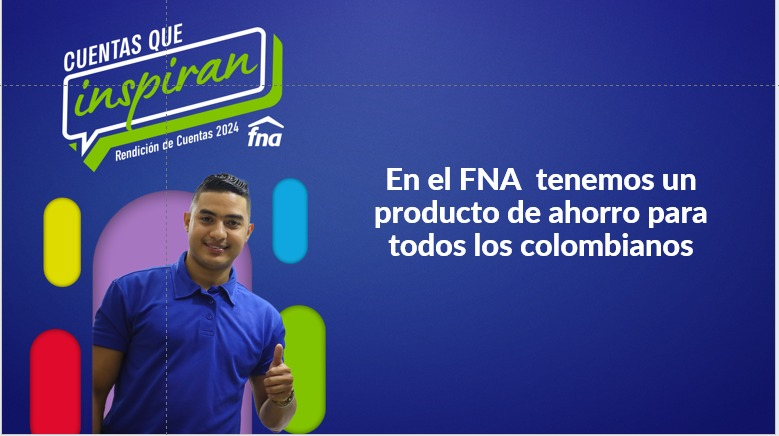 CUENTAS QUE
inspiran
Rendición de Cuentas 2024 fna
En el FNA  tenemos un
producto de ahorro para
todos los colombianos